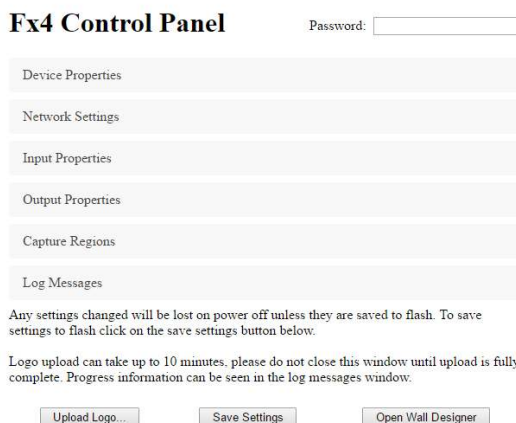 Fx4 Control Panel
Password:
Device Properties
Network Settings
Input Properties
Output Properties
Capture Regions
Log Messages
Any settings changed will be lost on power off unless they are saved to flash. To save
settings to flash click on the save settings button below.
Logo upload can take up to 10 minutes, please do not close this window until upload is fully
complete. Progress information can be seen in the log messages window.
Upload Logo...
Save Settings
Open Wall Designer